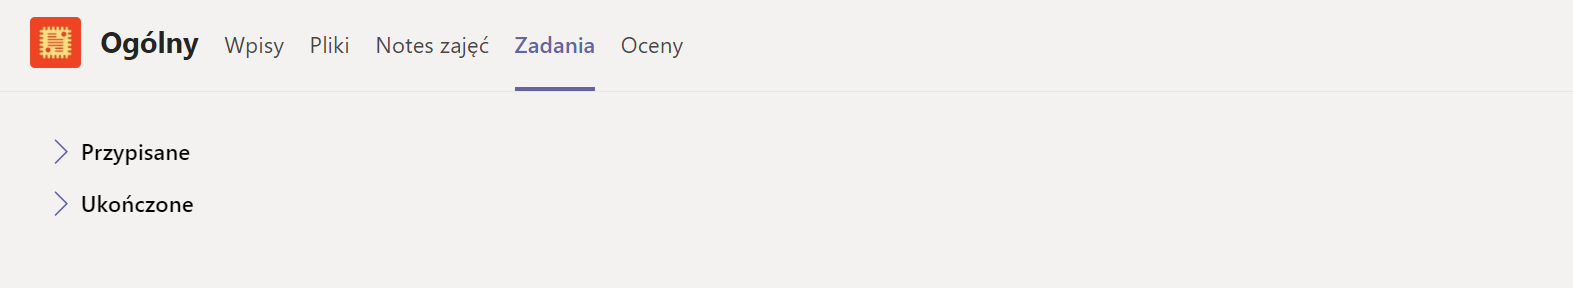 Ogólny Wpisy Pliki Notes zajęć Zadania Oceny
Przypisane
Ukończone